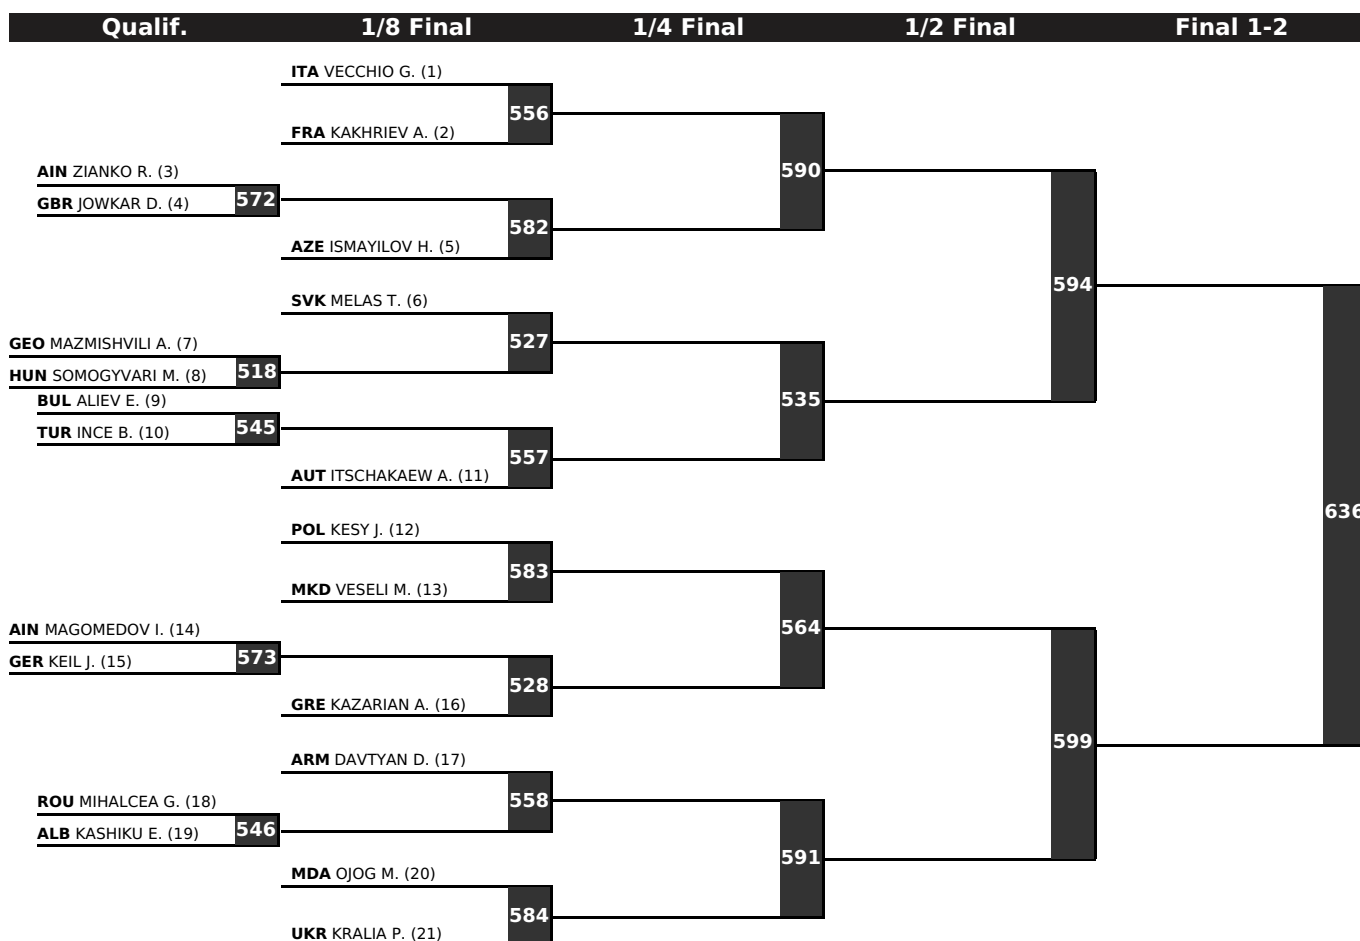 Qualif. 1/8 Final 1/4 Final 1/2 Final Final 1-2
ITA VECCHIO G. (1)
556
FRA KAKHRIEV A. (2)
590
AIN ZIANKO R. (3)
572
GBR JOWKAR D. (4)
582
AZE ISMAYILOV H. (5)
594
SVK MELAS T. (6)
527
GEO MAZMISHVILI A. (7)
518
HUN SOMOGYVARI M. (8)
535
BUL ALIEV E. (9)
545
TUR INCE B. (10)
557
AUT ITSCHAKAEW A. (11)
636
POL KESY J. (12)
583
MKD VESELI M. (13)
564
AIN MAGOMEDOV I. (14)
573
GER KEIL J. (15)
528
GRE KAZARIAN A. (16)
599
ARM DAVTYAN D. (17)
558
ROU MIHALCEA G. (18)
546
ALB KASHIKU E. (19)
591
MDA OJOG M. (20)
584
UKR KRALIA P. (21)